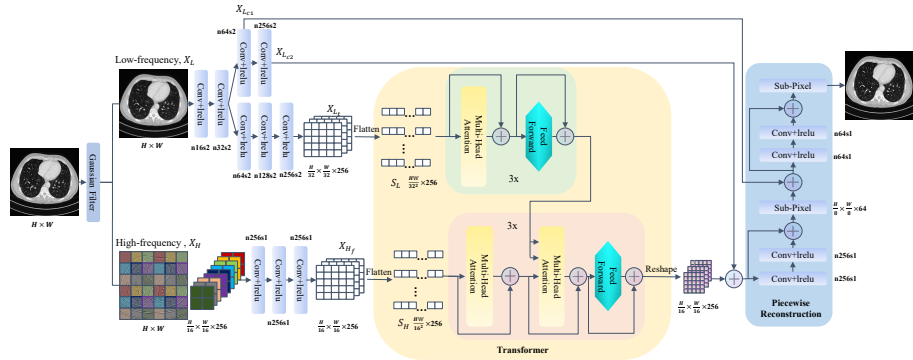 X_{L_{c1}}
n64s2
n256s2
Low-frequency, X_L
Conv+lrelu
Conv+lrelu
Conv+lrelu
Conv+lrelu
X_{L_{c2}}
H × W
n16s2 n32s2
Conv+lrelu
Conv+lrelu
Conv+lrelu
n64s2 n128s2 n256s2
X_{L_t}
H/32 × W/32 × 256
Flatten
S_L HW/32² ×256
Multi-Head
Attention
Feed
Forward
3x
Gaussian Filter
H × W
High-frequency , X_H
H × W
H/16 × W/16 × 256
n256s1
n256s1
Conv+lrelu
Conv+lrelu
Conv+lrelu
n256s1
X_{H_f}
H/16 × W/16 × 256
Flatten
S_H HW/16² ×256
3x
Multi-Head
Attention
Multi-Head
Attention
Feed
Forward
Transformer
Reshape
H/16 × W/16 × 256
Sub-Pixel
Conv+lrelu
n64s1
Conv+lrelu
n64s1
Sub-Pixel
H/8 × W/8 × 64
Conv+lrelu
n256s1
Conv+lrelu
n256s1
Piecewise
Reconstruction